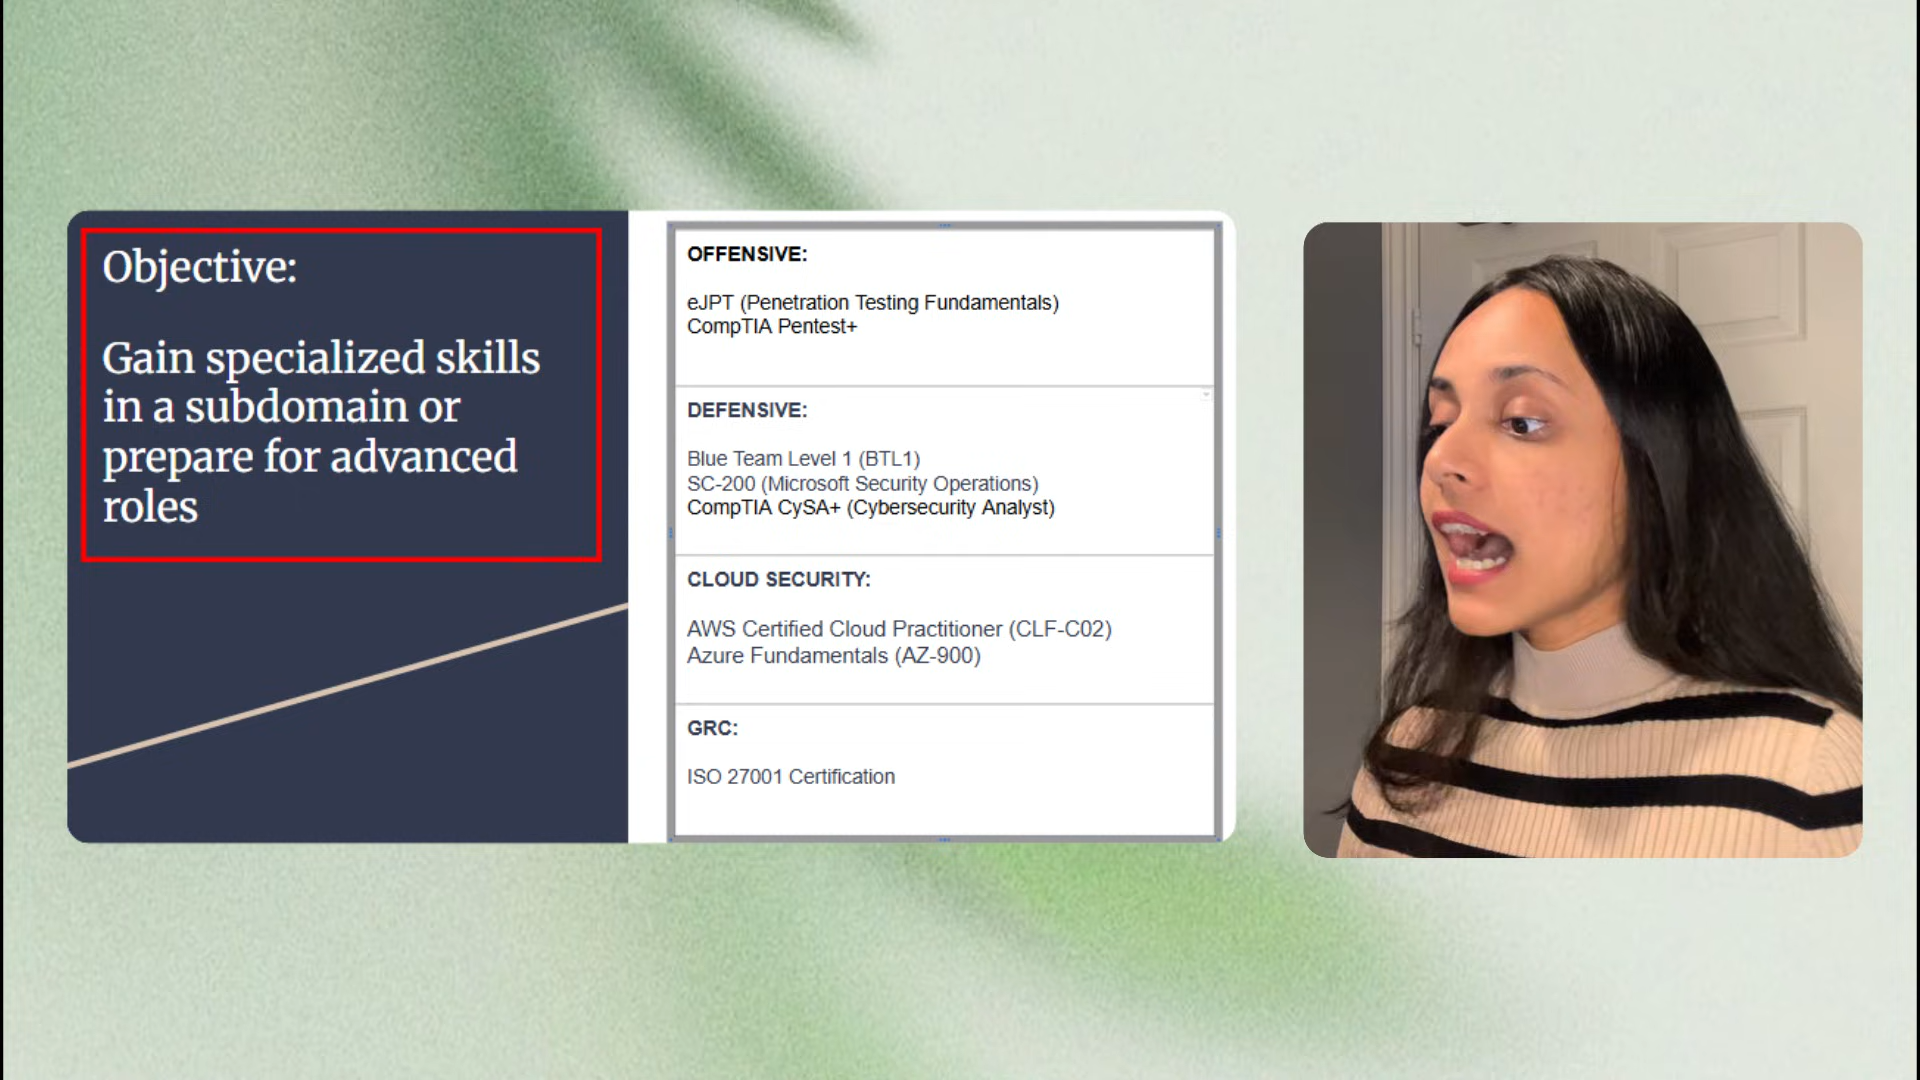 Objective:
Gain specialized skills
in a subdomain or
prepare for advanced
roles
OFFENSIVE:
eJPT (Penetration Testing Fundamentals)
CompTIA Pentest+
DEFENSIVE:
Blue Team Level 1 (BTL1)
SC-200 (Microsoft Security Operations)
CompTIA CySA+ (Cybersecurity Analyst)
CLOUD SECURITY:
AWS Certified Cloud Practitioner (CLF-C02)
Azure Fundamentals (AZ-900)
GRC:
ISO 27001 Certification